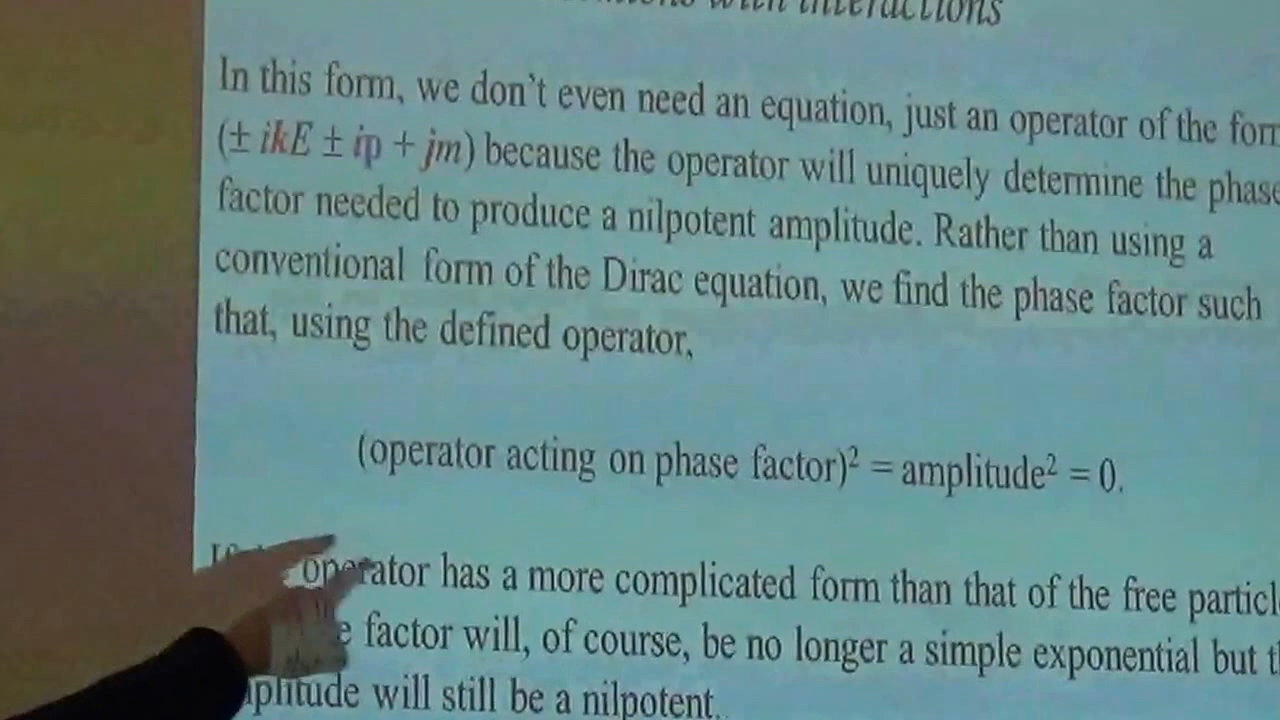 with interactions
In this form, we don't even need an equation, just an operator of the
(± ikE ± ip + jm) because the operator will uniquely determine the phase
factor needed to produce a nilpotent amplitude. Rather than using a
conventional form of the Dirac equation, we find the phase factor such
that, using the defined operator,
(operator acting on phase factor)² = amplitude² = 0.
operator has a more complicated form than that of the free
factor will, of course, be no longer a simple exponential but
will still be a nilpotent.